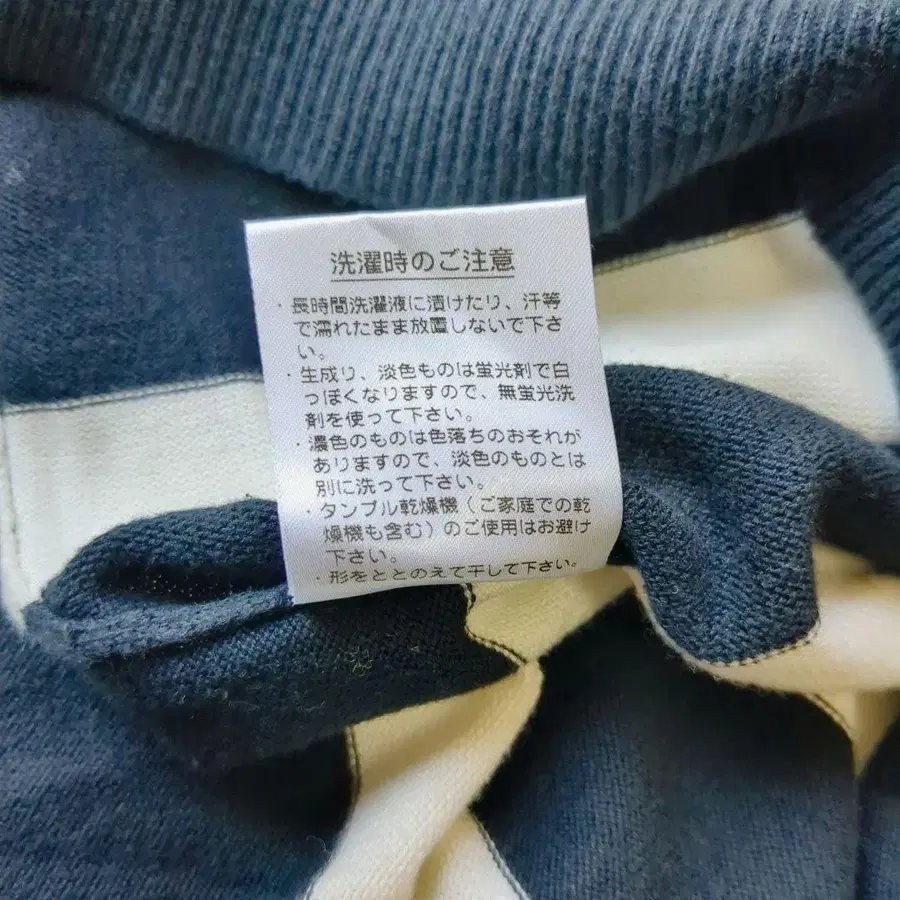 洗濯時のご注意
・長時間洗濯液に漬けたり、汗等
で濡れたまま放置しないで下さ
い。
・生成り、淡色ものは蛍光剤で白
っぽくなりますので、無蛍光洗
剤を使って下さい。
・濃色のものは色落ちのおそれが
ありますので、淡色のものとは
別に洗って下さい。
・タンブル乾燥機（ご家庭での乾
燥機も含む）のご使用はお避け
下さい。
・形をととのえて干して下さい。